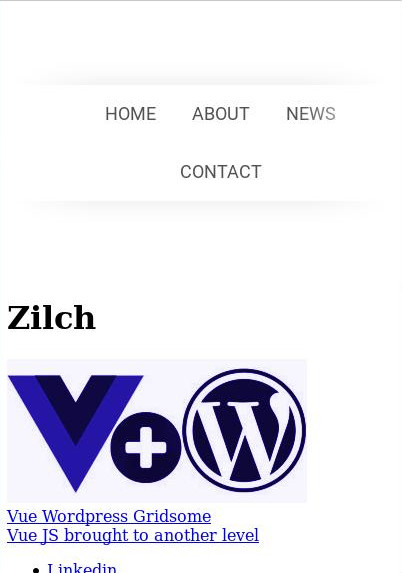 HOME ABOUT NEWS
CONTACT
Zilch
Vue Wordpress Gridsome
Vue JS brought to another level
Linkedin